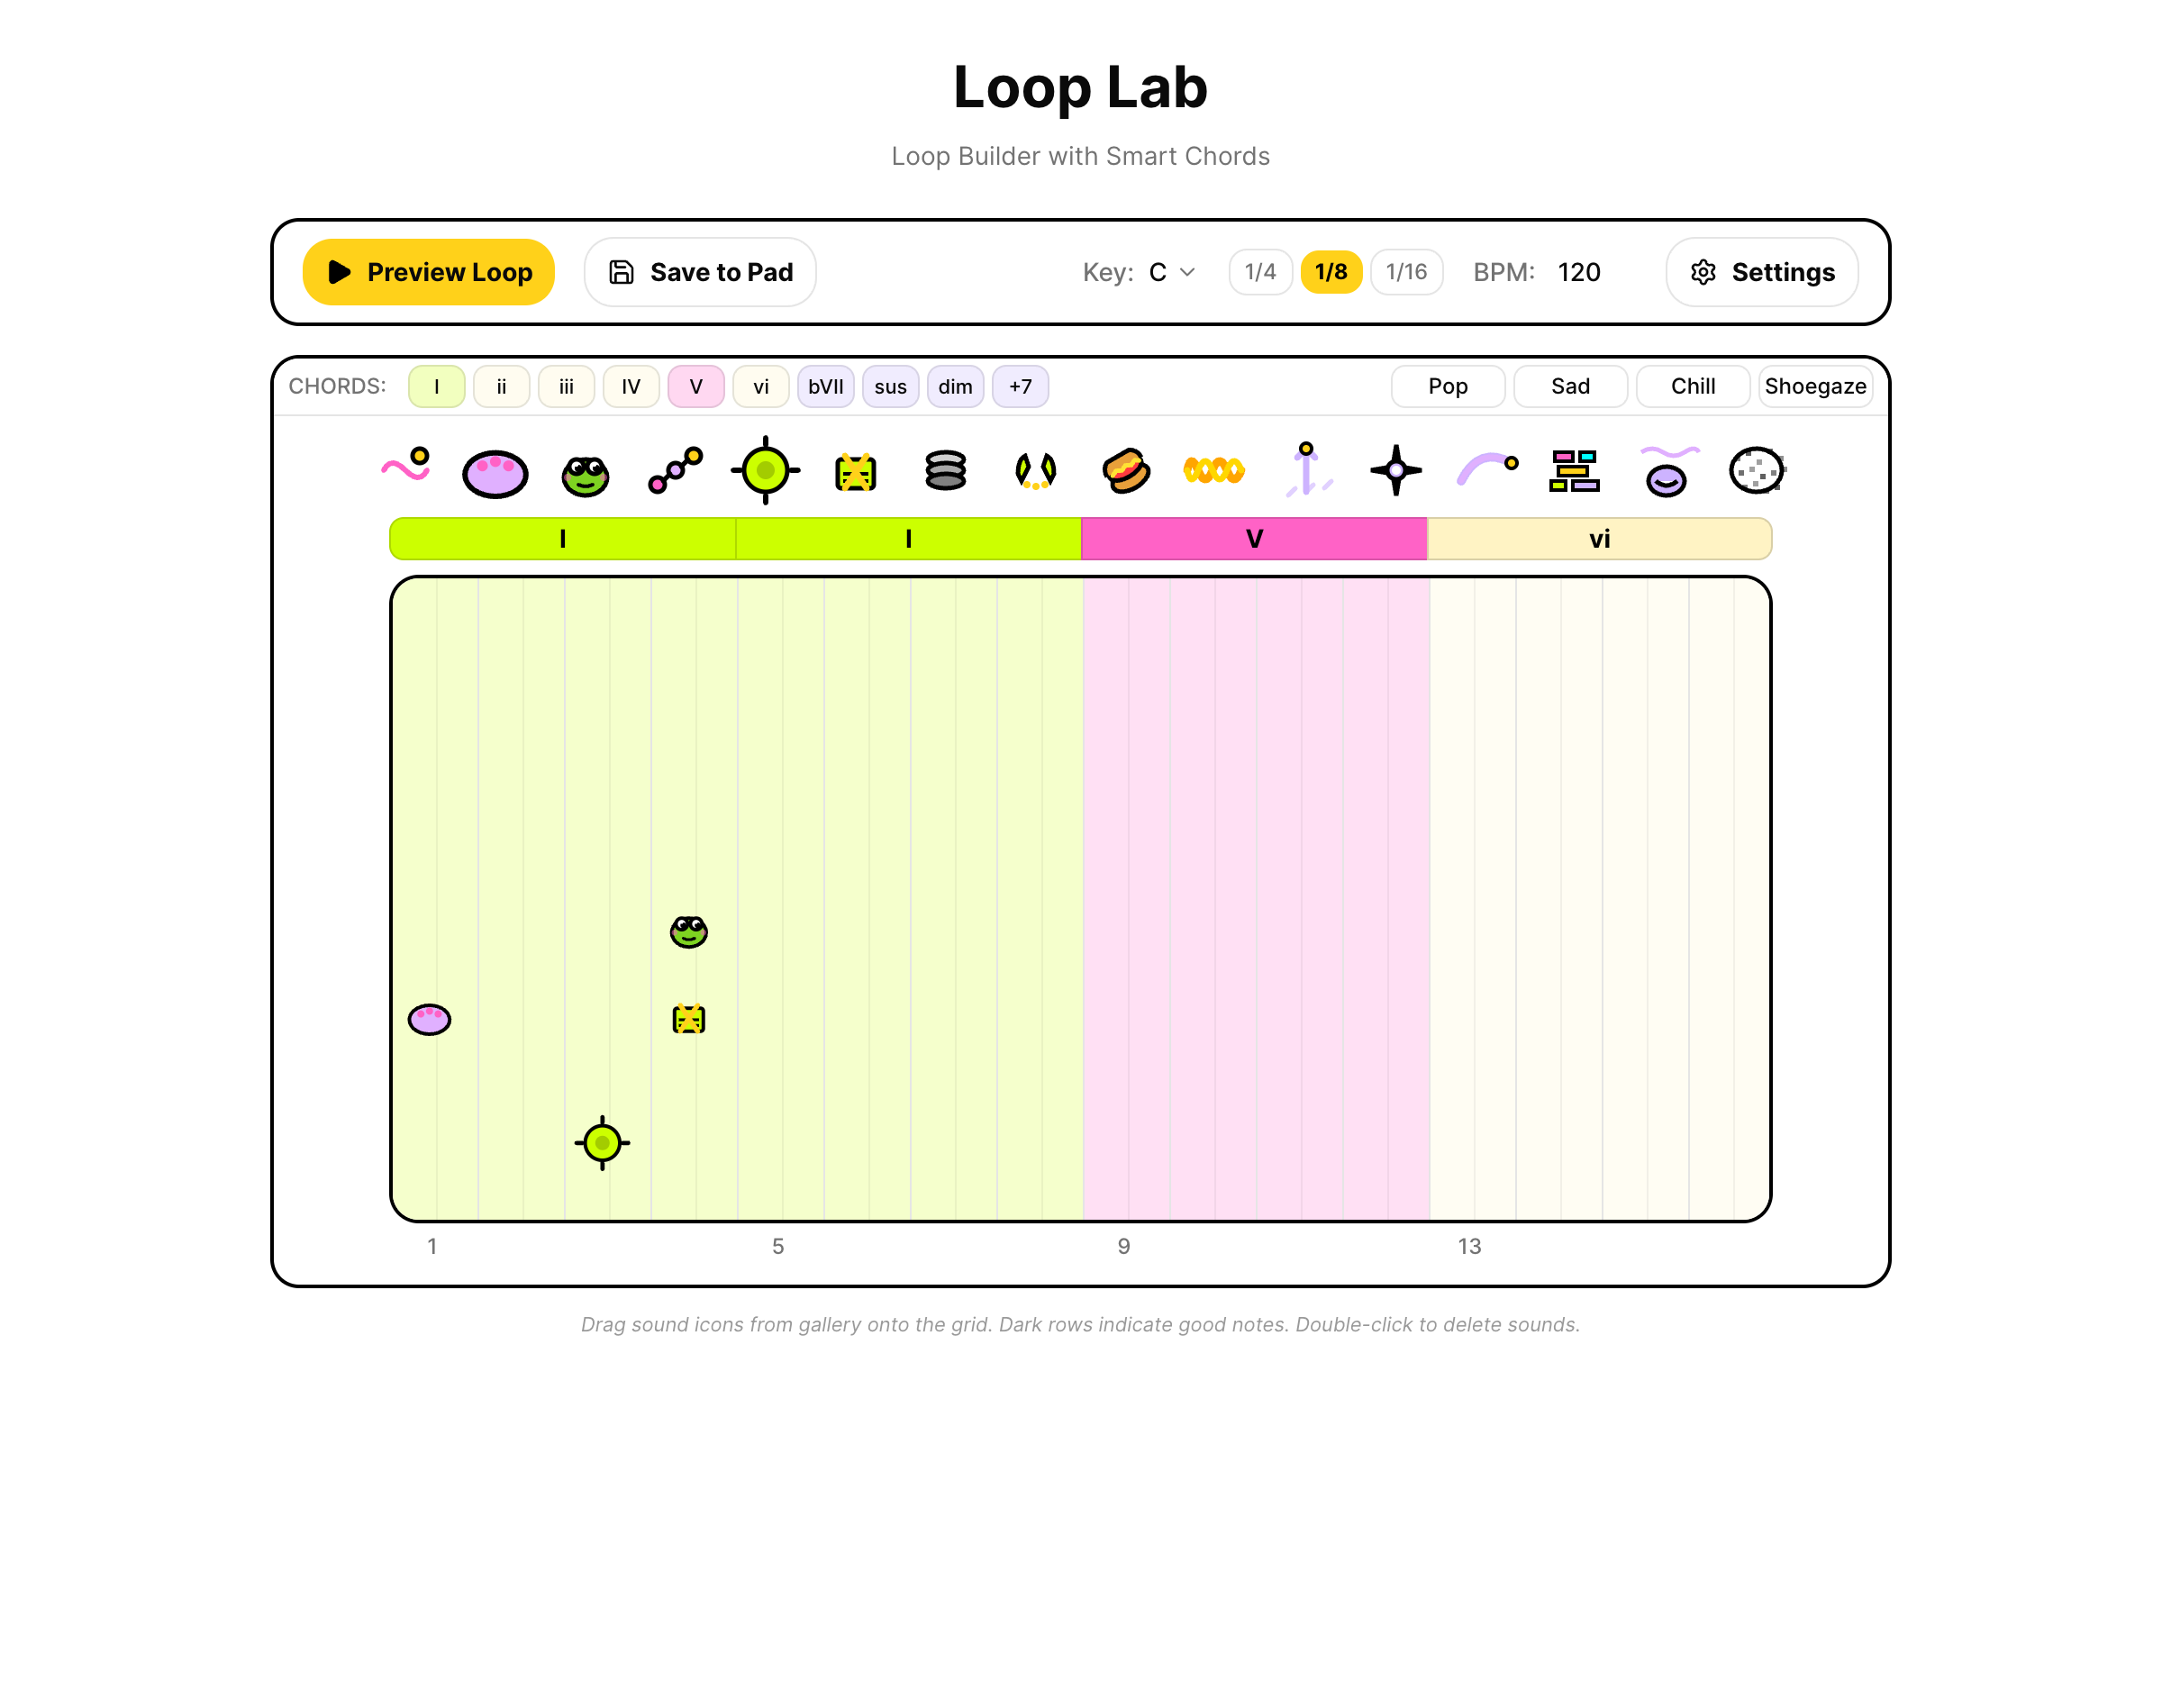 Loop Lab
Loop Builder with Smart Chords
Preview Loop Save to Pad Key: C 1/4 1/8 1/16 BPM: 120 Settings
CHORDS: I ii iii IV V vi bVII sus dim +7 Pop Sad Chill Shoegaze
I I V vi
1 5 9 13
Drag sound icons from gallery onto the grid. Dark rows indicate good notes. Double-click to delete sounds.